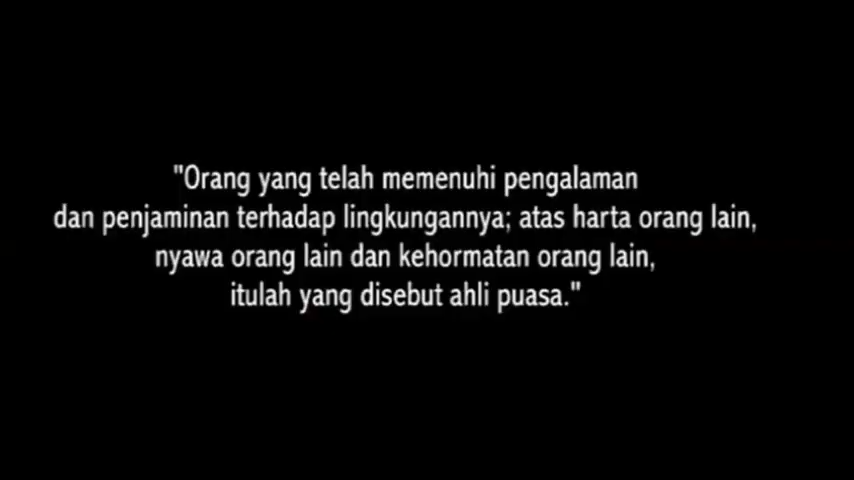 "Orang yang telah memenuhi pengalaman
dan penjaminan terhadap lingkungannya; atas harta orang lain,
nyawa orang lain dan kehormatan orang lain,
itulah yang disebut ahli puasa."